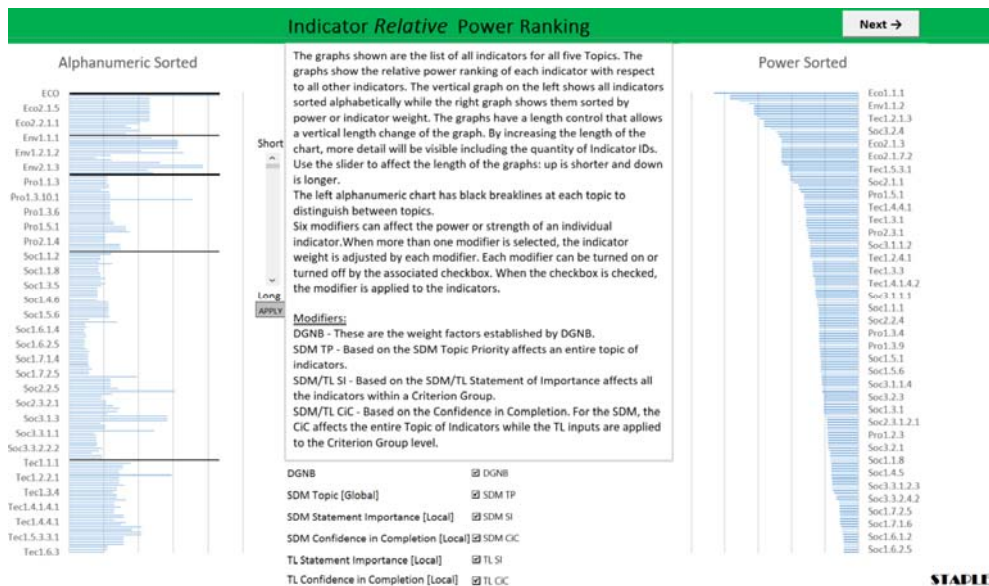 Indicator Relative Power Ranking
Next →
Alphanumeric Sorted
ECO
Eco2.1.5
Eco2.2.1.1
Env1.1.1
Env1.2.1.2
Env2.1.3
Pro1.1.3
Pro1.3.10.1
Pro1.3.6
Pro1.5.1
Pro2.1.4
Soc1.1.2
Soc1.1.8
Soc1.3.5
Soc1.4.6
Soc1.5.6
Soc1.6.1.4
Soc1.6.2.5
Soc1.7.1.4
Soc1.7.2.5
Soc2.2.5
Soc2.3.2.1
Soc3.1.3
Soc3.3.1.1
Soc3.3.2.2.2
Tec1.1.1
Tec1.2.2.1
Tec1.3.4
Tec1.4.1.4.1
Tec1.4.4.1
Tec1.5.3.3.1
Tec1.6.3
Short
Long
APPLY
The graphs shown are the list of all indicators for all five Topics. The
graphs show the relative power ranking of each indicator with respect
to all other indicators. The vertical graph on the left shows all indicators
sorted alphabetically while the right graph shows them sorted by
power or indicator weight. The graphs have a length control that allows
a vertical length change of the graph. By increasing the length of the
chart, more detail will be visible including the quantity of Indicator IDs.
Use the slider to affect the length of the graphs: up is shorter and down
is longer.
The left alphanumeric chart has black breaklines at each topic to
distinguish between topics.
Six modifiers can affect the power or strength of an individual
indicator.When more than one modifier is selected, the indicator
weight is adjusted by each modifier. Each modifier can be turned on or
turned off by the associated checkbox. When the checkbox is checked,
the modifier is applied to the indicators.
Modifiers:
DGNB - These are the weight factors established by DGNB.
SDM TP - Based on the SDM Topic Priority affects an entire topic of
indicators.
SDM/TL SI - Based on the SDM/TL Statement of Importance affects all
the indicators within a Criterion Group.
SDM/TL CiC - Based on the Confidence in Completion. For the SDM, the
CiC affects the entire Topic of Indicators while the TL inputs are applied
to the Criterion Group level.
DGNB ☑ DGNB
SDM Topic [Global] ☑ SDM TP
SDM Statement Importance [Local] ☑ SDM SI
SDM Confidence in Completion [Local] ☑ SDM CiC
TL Statement Importance [Local] ☑ TL SI
TL Confidence in Completion [Local] ☑ TL CiC
Power Sorted
Eco1.1.1
Env1.1.2
Tec1.2.1.3
Soc3.2.4
Eco2.1.3
Eco2.1.7.2
Tec1.5.3.1
Soc2.1.1
Pro1.5.1
Tec1.4.4.1
Tec1.3.1
Pro2.3.1
Soc3.1.1.2
Tec1.2.4.1
Tec1.3.3
Tec1.4.1.4.2
Soc3.1.1.1
Soc1.1.1
Soc2.2.4
Pro1.3.4
Pro1.3.9
Soc1.5.1
Soc1.5.6
Soc3.1.1.4
Soc3.2.3
Soc1.3.1
Soc2.3.1.2.1
Pro1.2.3
Soc3.2.1
Soc1.1.8
Soc1.4.5
Soc3.3.1.2.3
Soc3.3.2.4.2
Soc1.7.2.5
Soc1.7.1.6
Soc1.6.1.2
Soc1.6.2.5
STAPLE